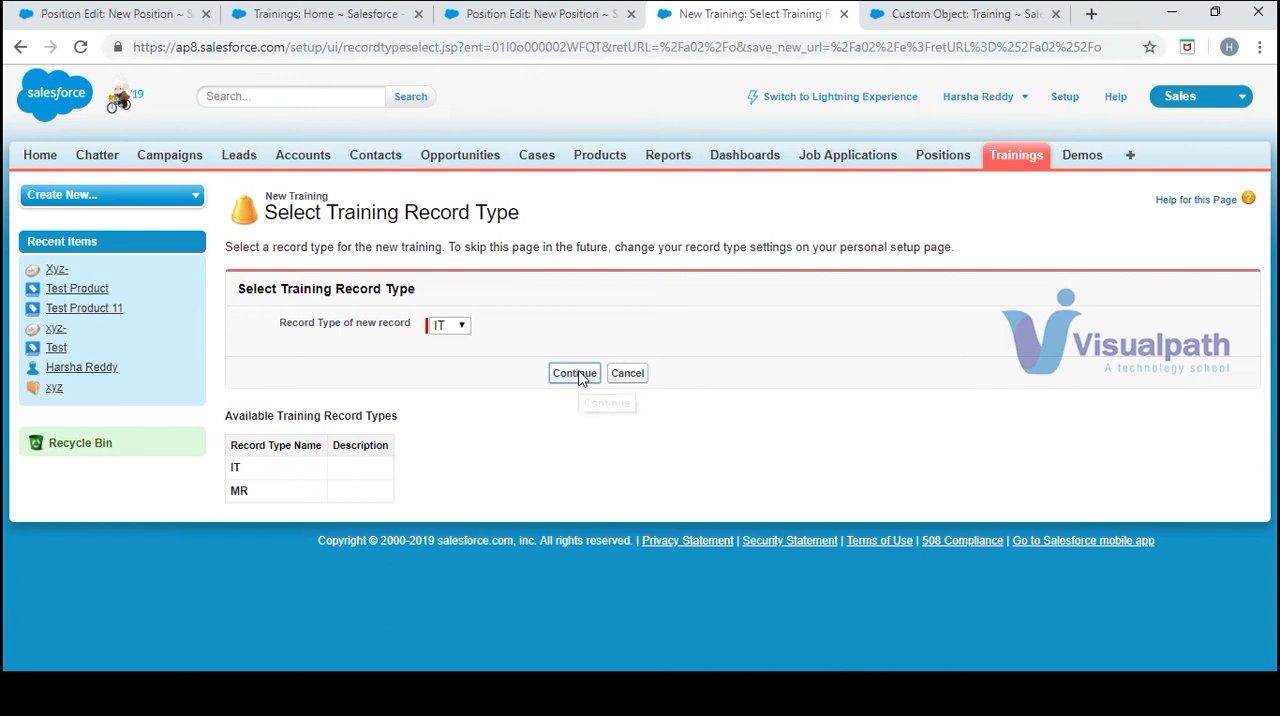 Position Edit: New Position ~ S
Trainings: Home ~ Salesforce -
Position Edit: New Position ~ S
New Training: Select Training R
Custom Object: Training ~ Sal
https://ap8.salesforce.com/setup/ui/recordtypeselect.jsp?ent=01I0o000002WFQT&retURL=%2Fa02%2Fo&save_new_url=%2Fa02%2Fe%3FretURL%3D%252Fa02%252Fo
H
salesforce
'19
Search...
Search
Switch to Lightning Experience
Harsha Reddy
Setup
Help
Sales
Home
Chatter
Campaigns
Leads
Accounts
Contacts
Opportunities
Cases
Products
Reports
Dashboards
Job Applications
Positions
Trainings
Demos
Create New...
Recent Items
Xyz-
Test Product
Test Product 11
xyz-
Test
Harsha Reddy
xyz
Recycle Bin
New Training
Select Training Record Type
Help for this Page
Select a record type for the new training. To skip this page in the future, change your record type settings on your personal setup page.
Select Training Record Type
Record Type of new record
IT
Continue
Cancel
Continue
Visualpath
A technology school
Available Training Record Types
Record Type Name
Description
IT
MR
Copyright © 2000-2019 salesforce.com, inc. All rights reserved. | Privacy Statement | Security Statement | Terms of Use | 508 Compliance | Go to Salesforce mobile app